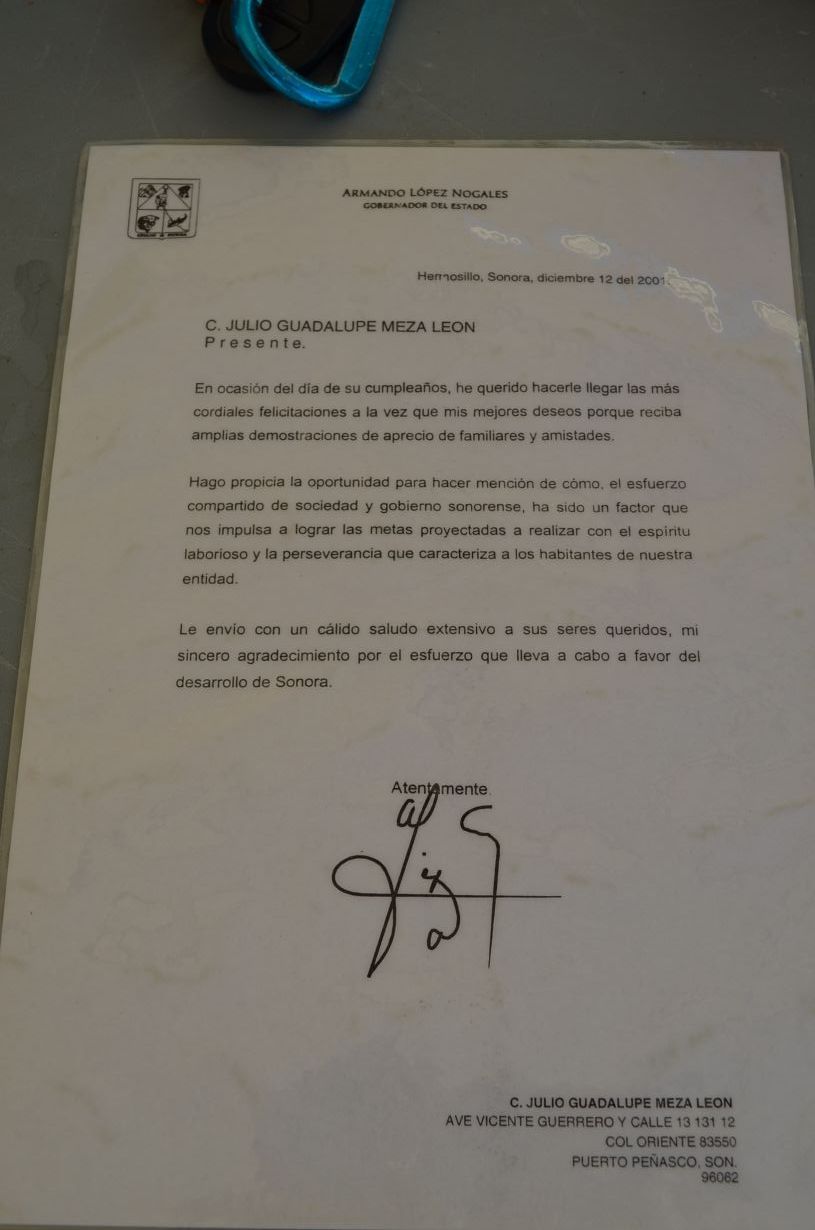 ARMANDO LÓPEZ NOGALES
GOBERNADOR DEL ESTADO
Hermosillo, Sonora, diciembre 12 del 2001.
C. JULIO GUADALUPE MEZA LEON
Presente.
En ocasión del día de su cumpleaños, he querido hacerle llegar las más
cordiales felicitaciones a la vez que mis mejores deseos porque reciba
amplias demostraciones de aprecio de familiares y amistades.
Hago propicia la oportunidad para hacer mención de cómo, el esfuerzo
compartido de sociedad y gobierno sonorense, ha sido un factor que
nos impulsa a lograr las metas proyectadas a realizar con el espíritu
laborioso y la perseverancia que caracteriza a los habitantes de nuestra
entidad.
Le envío con un cálido saludo extensivo a sus seres queridos, mi
sincero agradecimiento por el esfuerzo que lleva a cabo a favor del
desarrollo de Sonora.
Atentamente.
C. JULIO GUADALUPE MEZA LEON
AVE VICENTE GUERRERO Y CALLE 13 131 12
COL ORIENTE 83550
PUERTO PEÑASCO, SON.
96062